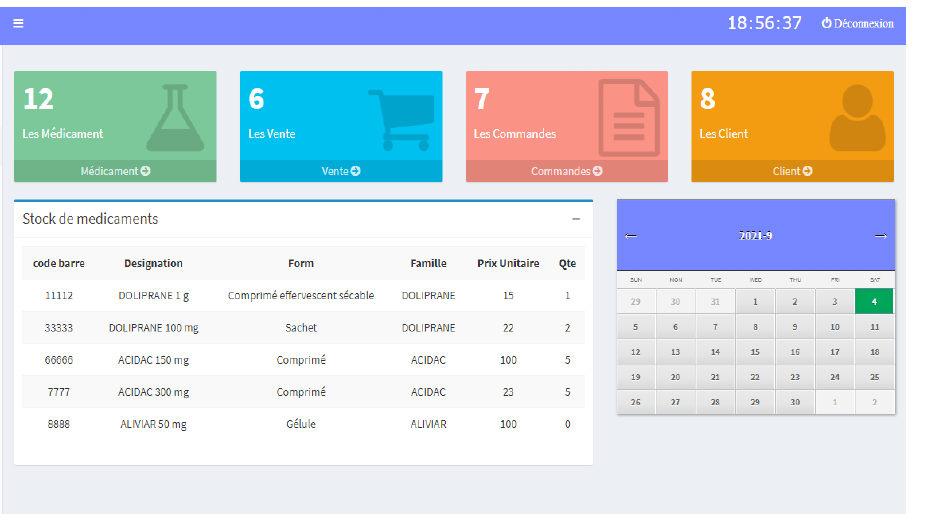 18:56:37 Déconnexion
12 6 7 8
Les Médicament Les Vente Les Commandes Les Client
Médicament Vente Commandes Client
Stock de medicaments
code barre Designation Form Famille Prix Unitaire Qte
11112 DOLIPRANE 1 g Comprimé effervescent sécable DOLIPRANE 15 1
33333 DOLIPRANE 100 mg Sachet DOLIPRANE 22 2
66666 ACIDAC 150 mg Comprimé ACIDAC 100 5
7777 ACIDAC 300 mg Comprimé ACIDAC 23 5
8888 ALIVIAR 50 mg Gélule ALIVIAR 100 0
2021-9
SUN MON TUE WED THU FRI SAT
29 30 31 1 2 3 4
5 6 7 8 9 10 11
12 13 14 15 16 17 18
19 20 21 22 23 24 25
26 27 28 29 30 1 2